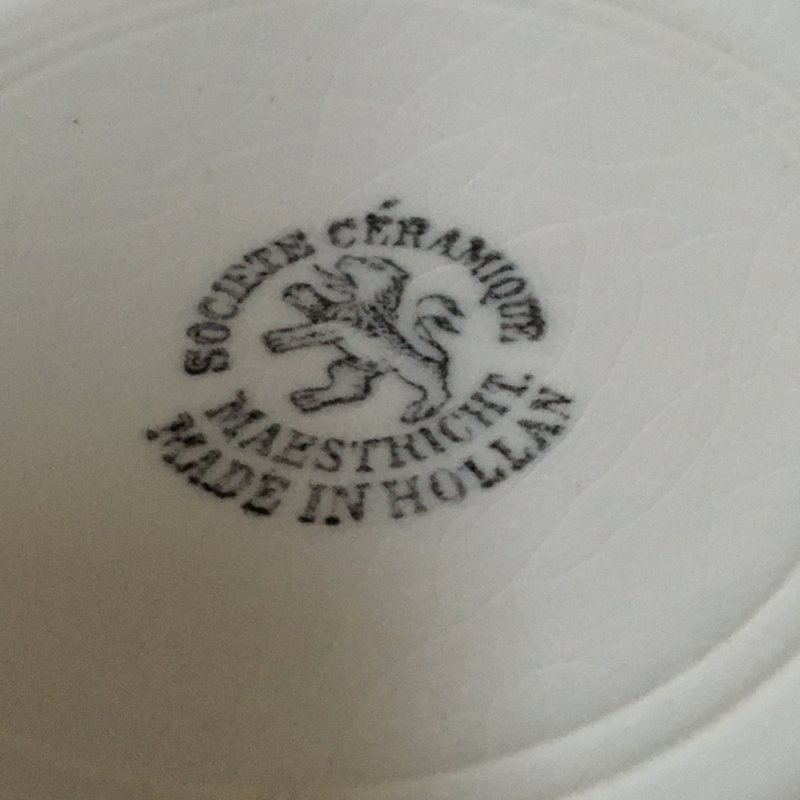 SOCIETE CÉRAMIQUE
MAESTRICHT.
MADE IN HOLLAN